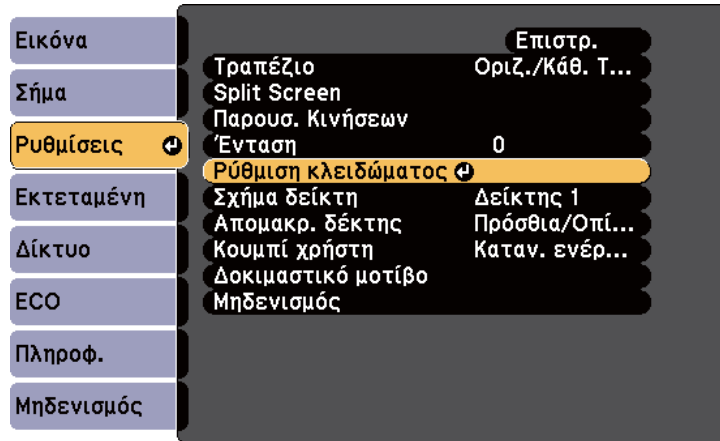 Εικόνα
Σήμα
Ρυθμίσεις
Εκτεταμένη
Δίκτυο
ECO
Πληροφ.
Μηδενισμός
Επιστρ.
Τραπέζιο Οριζ./Κάθ. Τ...
Split Screen
Παρουσ. Κινήσεων
Ένταση 0
Ρύθμιση κλειδώματος
Σχήμα δείκτη Δείκτης 1
Απομακρ. δέκτης Πρόσθια/Οπί...
Κουμπί χρήστη Καταν. ενέρ...
Δοκιμαστικό μοτίβο
Μηδενισμός